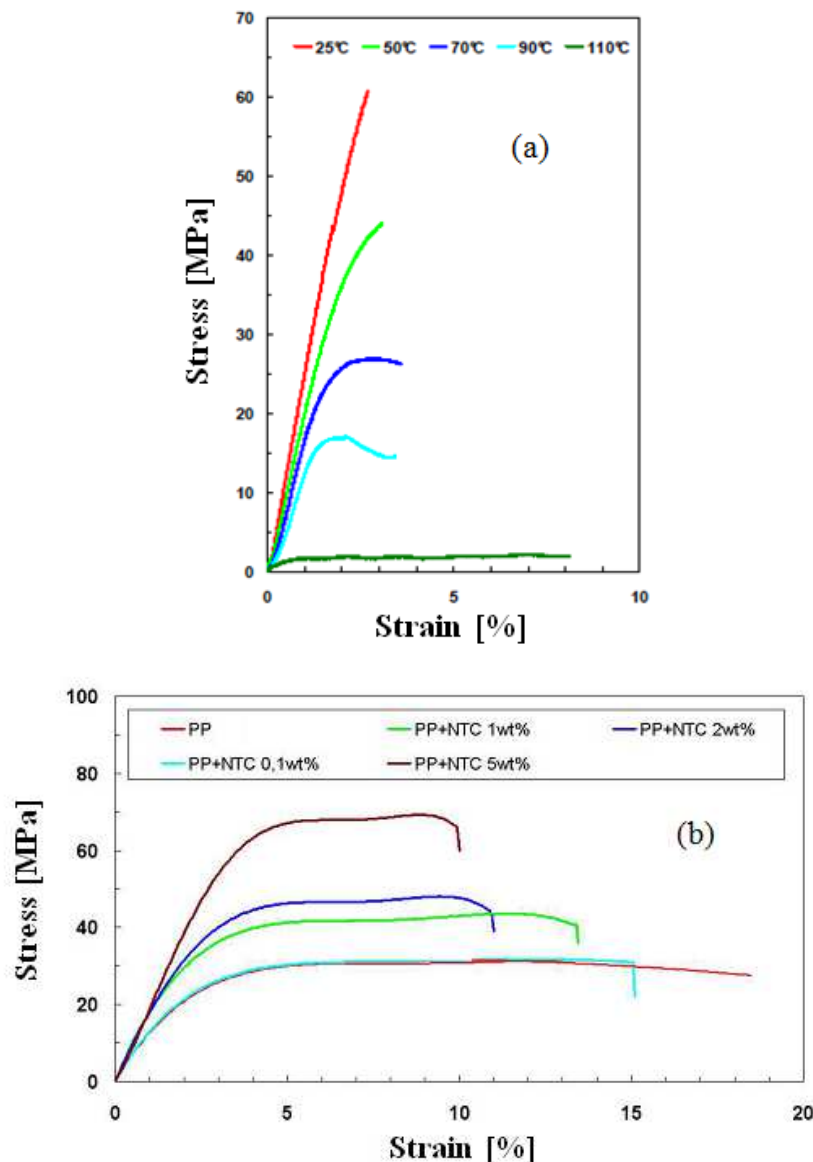 70
25℃ 50℃ 70℃ 90℃ 110℃
60
(a)
50
40
30
20
10
0
Stress [MPa]
0 5 10
Strain [%]
100
PP PP+NTC 1wt% PP+NTC 2wt%
PP+NTC 0,1wt% PP+NTC 5wt%
80
(b)
60
40
20
0
Stress [MPa]
0 5 10 15 20
Strain [%]